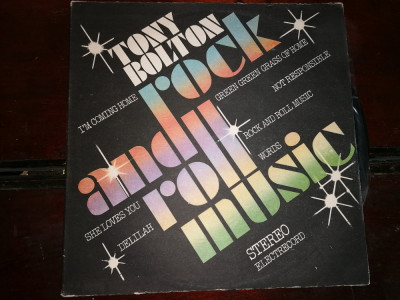 TONY
BOLTON
rock
and
roll
music
I'M COMING HOME
GREEN GREEN GRASS OF HOME
NOT RESPONSIBLE
ROCK AND ROLL MUSIC
WORDS
SHE LOVES YOU
DELILAH
STEREO
ELECTRECORD